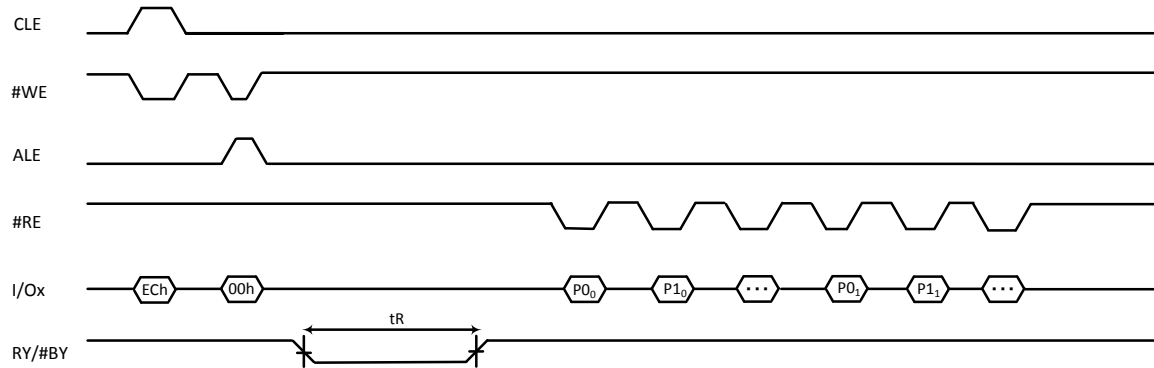 CLE
#WE
ALE
#RE
I/Ox ECh 00h P0₀ P1₀ ... P0₁ P1₁ ...
tR
RY/#BY